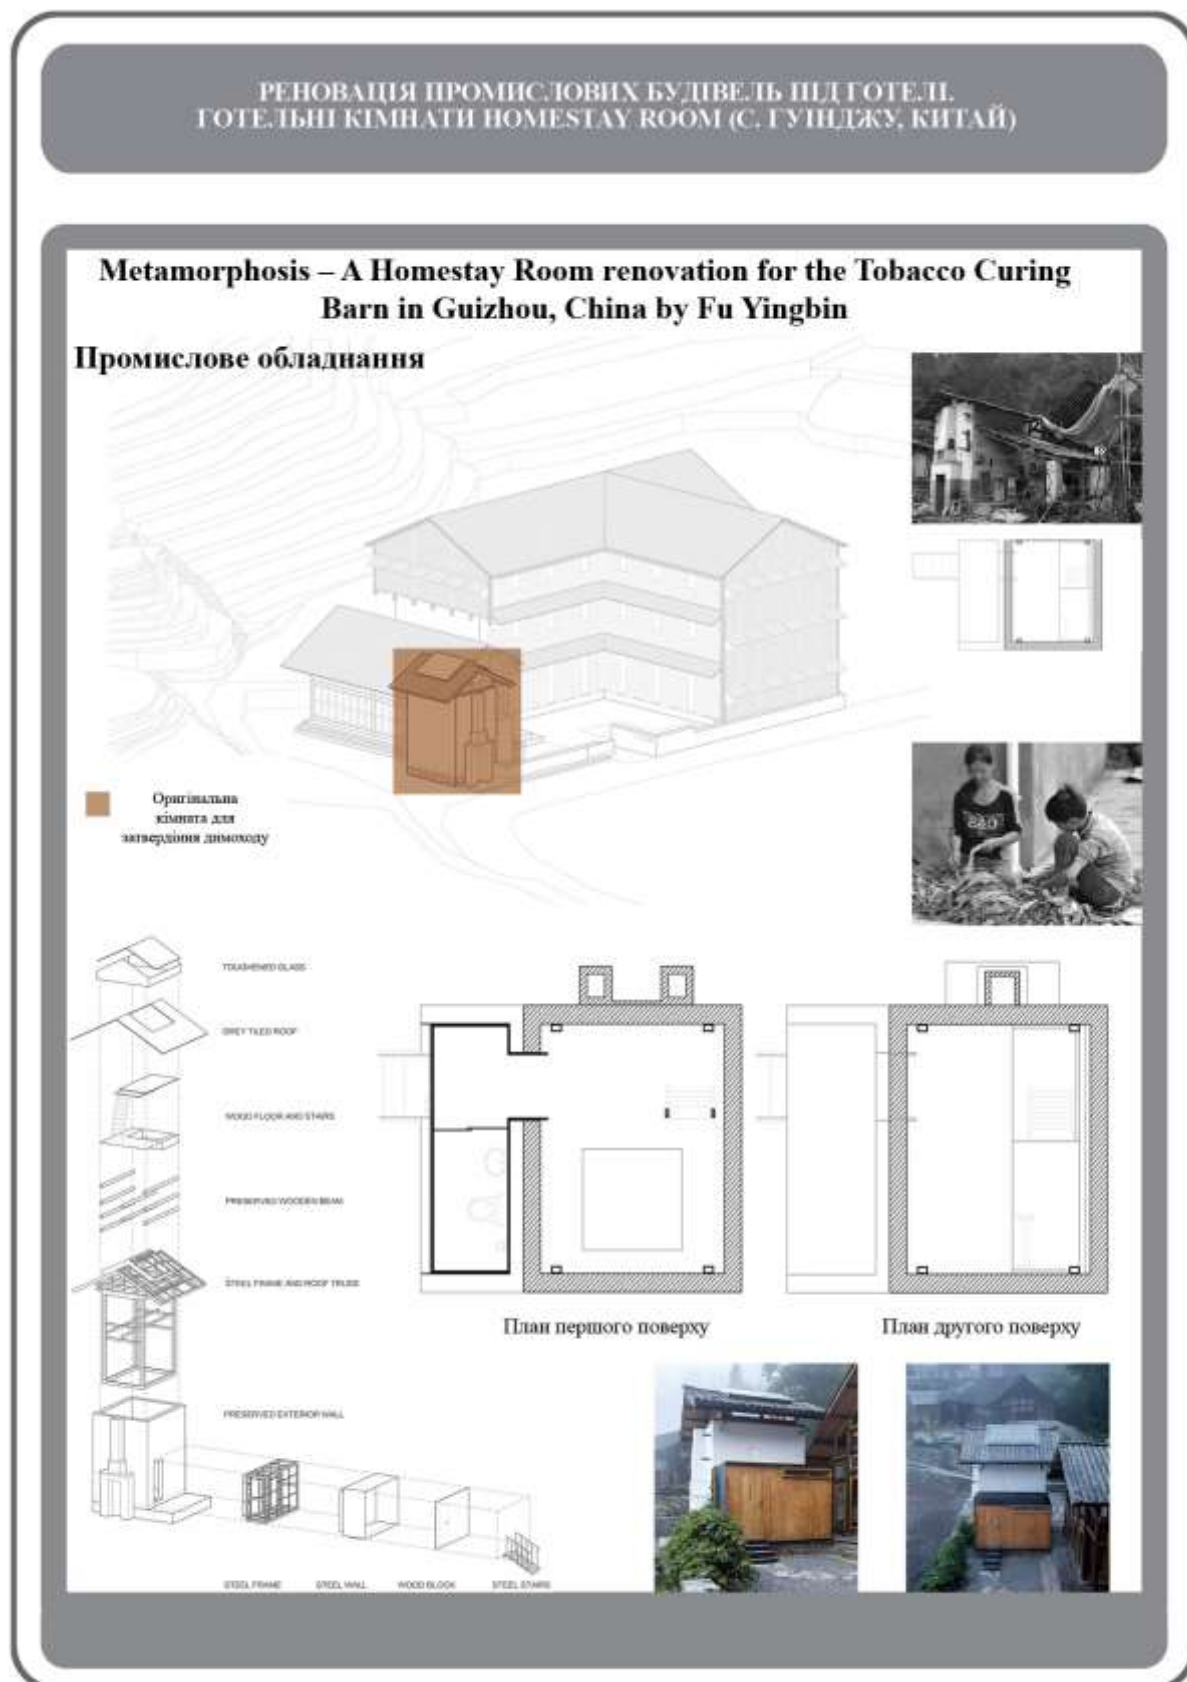 РЕНОВАЦІЯ ПРОМИСЛОВИХ БУДІВЕЛЬ ПІД ГОТЕЛІ.
ГОТЕЛЬНІ КІМНАТИ HOMESTAY ROOM (С. ГУІНДЖУ, КИТАЙ)
Metamorphosis – A Homestay Room renovation for the Tobacco Curing
Barn in Guizhou, China by Fu Yingbin
Промислове обладнання
Оригінальна
кімната для
затвердіння димоходу
TOUGHENED GLASS
GREY TILED ROOF
WOOD FLOOR AND STAIRS
PRESERVED WOODEN BEAM
STEEL FRAME AND ROOF TRUSS
PRESERVED EXTERIOR WALL
STEEL FRAME
STEEL WALL
WOOD BLOCK
STEEL STAIRS
План першого поверху
План другого поверху